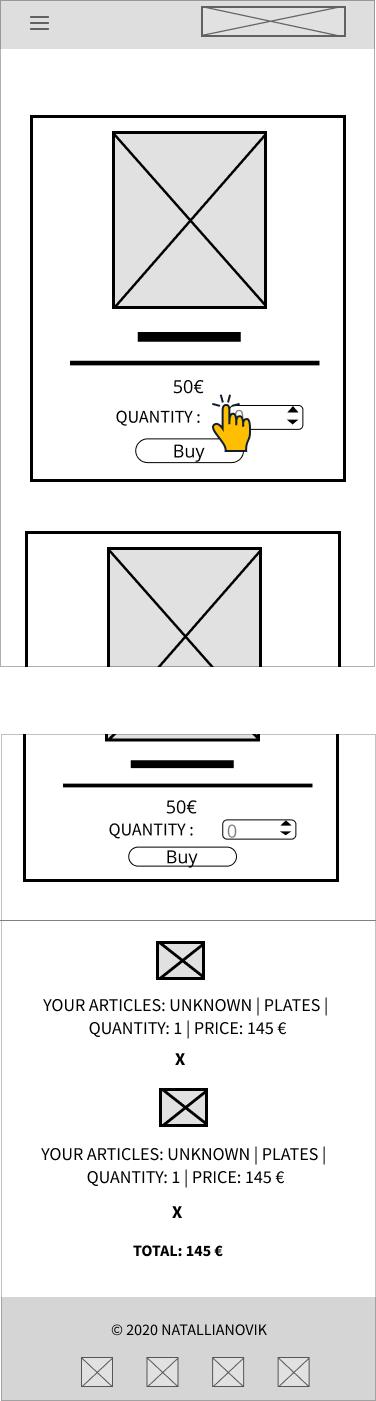 50€
QUANTITY :
Buy
50€
QUANTITY : 0
Buy
YOUR ARTICLES: UNKNOWN | PLATES |
QUANTITY: 1 | PRICE: 145 €
X
YOUR ARTICLES: UNKNOWN | PLATES |
QUANTITY: 1 | PRICE: 145 €
X
TOTAL: 145 €
© 2020 NATALLIANOVIK